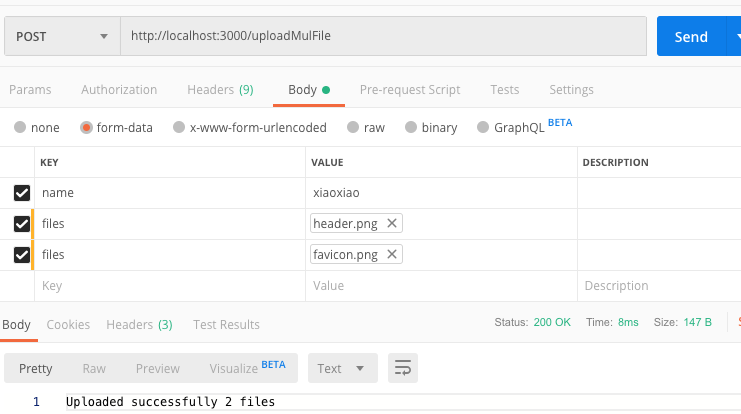 POST http://localhost:3000/uploadMulFile Send
Params Authorization Headers (9) Body Pre-request Script Tests Settings
none form-data x-www-form-urlencoded raw binary GraphQL BETA
KEY VALUE DESCRIPTION
name xiaoxiao
files header.png
files favicon.png
Key Value Description
Body Cookies Headers (3) Test Results Status: 200 OK Time: 8ms Size: 147 B
Pretty Raw Preview Visualize BETA Text
1 Uploaded successfully 2 files